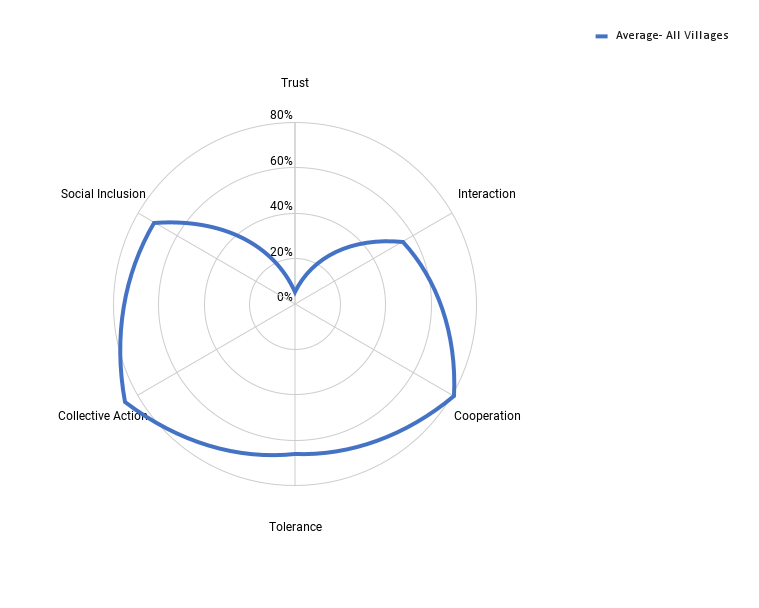 Average- All Villages
Trust
80%
60%
Social Inclusion
Interaction
40%
20%
0%
Collective Action
Cooperation
Tolerance